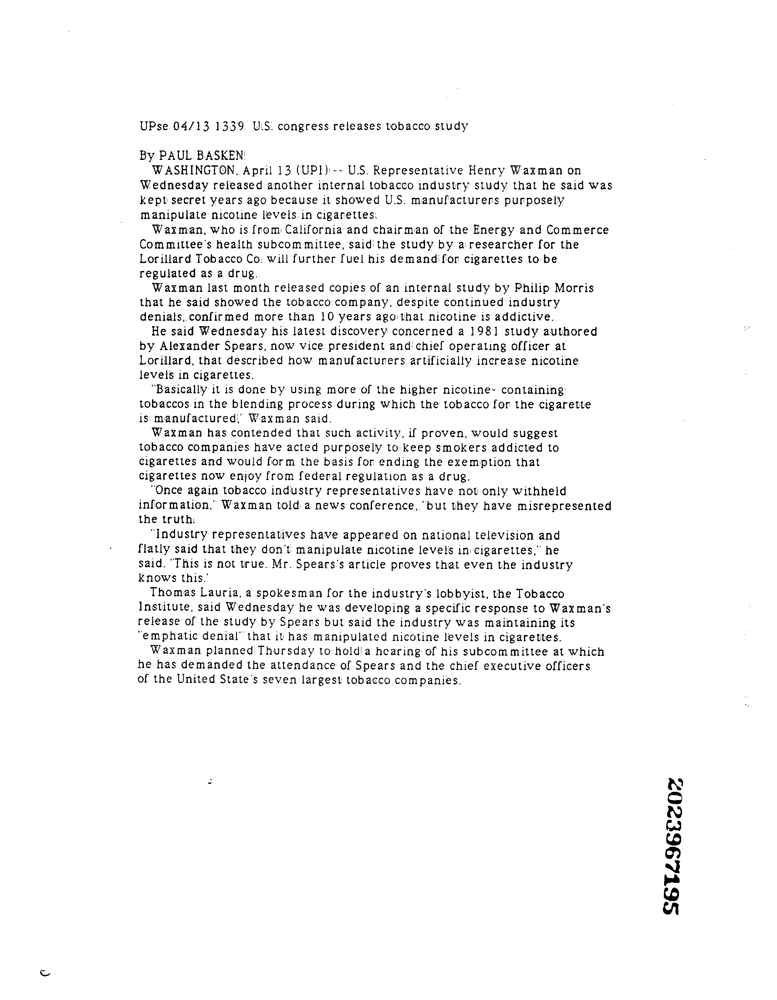 UPse 04/13 1339 U.S. congress releases tobacco study
By PAUL BASKEN
WASHINGTON, April 13 (UPI) -- U.S. Representative Henry Waxman on
Wednesday released another internal tobacco industry study that he said was
kept secret years ago because it showed U.S. manufacturers purposely
manipulate nicotine levels in cigarettes.
Waxman, who is from California and chairman of the Energy and Commerce
Committee's health subcommittee, said the study by a researcher for the
Lorillard Tobacco Co. will further fuel his demand for cigarettes to be
regulated as a drug.
Waxman last month released copies of an internal study by Philip Morris
that he said showed the tobacco company, despite continued industry
denials, confirmed more than 10 years ago that nicotine is addictive.
He said Wednesday his latest discovery concerned a 1981 study authored
by Alexander Spears, now vice president and chief operating officer at
Lorillard, that described how manufacturers artificially increase nicotine
levels in cigarettes.
"Basically it is done by using more of the higher nicotine- containing
tobaccos in the blending process during which the tobacco for the cigarette
is manufactured," Waxman said.
Waxman has contended that such activity, if proven, would suggest
tobacco companies have acted purposely to keep smokers addicted to
cigarettes and would form the basis for ending the exemption that
cigarettes now enjoy from federal regulation as a drug.
"Once again tobacco industry representatives have not only withheld
information," Waxman told a news conference, "but they have misrepresented
the truth.
"Industry representatives have appeared on national television and
flatly said that they don't manipulate nicotine levels in cigarettes," he
said. "This is not true. Mr. Spears's article proves that even the industry
knows this.'
Thomas Lauria, a spokesman for the industry's lobbyist, the Tobacco
Institute, said Wednesday he was developing a specific response to Waxman's
release of the study by Spears but said the industry was maintaining its
"emphatic denial" that it has manipulated nicotine levels in cigarettes.
Waxman planned Thursday to hold a hearing of his subcommittee at which
he has demanded the attendance of Spears and the chief executive officers
of the United State's seven largest tobacco companies.
2023967195